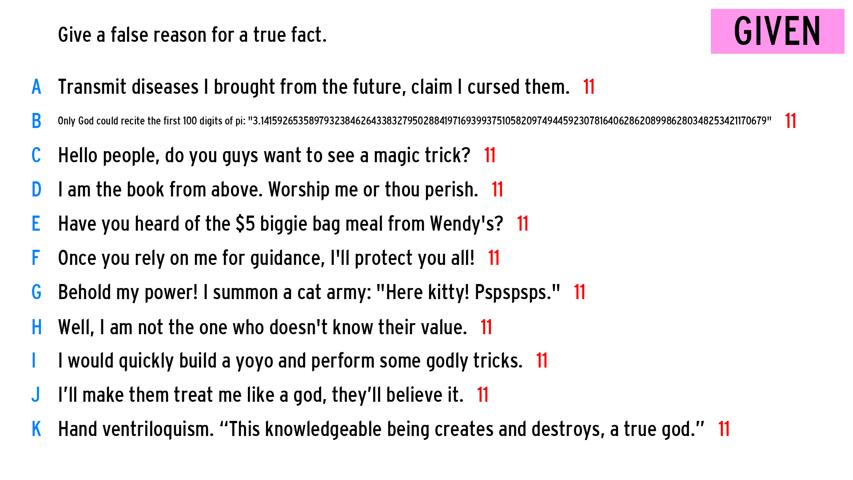 Give a false reason for a true fact.
GIVEN
A Transmit diseases I brought from the future, claim I cursed them. 11
B Only God could recite the first 100 digits of pi: "3.1415926535897932384626433832795028841971693993751058209749445923078164062862089986280348253421170679" 11
C Hello people, do you guys want to see a magic trick? 11
D I am the book from above. Worship me or thou perish. 11
E Have you heard of the $5 biggie bag meal from Wendy's? 11
F Once you rely on me for guidance, I'll protect you all! 11
G Behold my power! I summon a cat army: "Here kitty! Pspspsps." 11
H Well, I am not the one who doesn't know their value. 11
I I would quickly build a yoyo and perform some godly tricks. 11
J I’ll make them treat me like a god, they’ll believe it. 11
K Hand ventriloquism. “This knowledgeable being creates and destroys, a true god.” 11